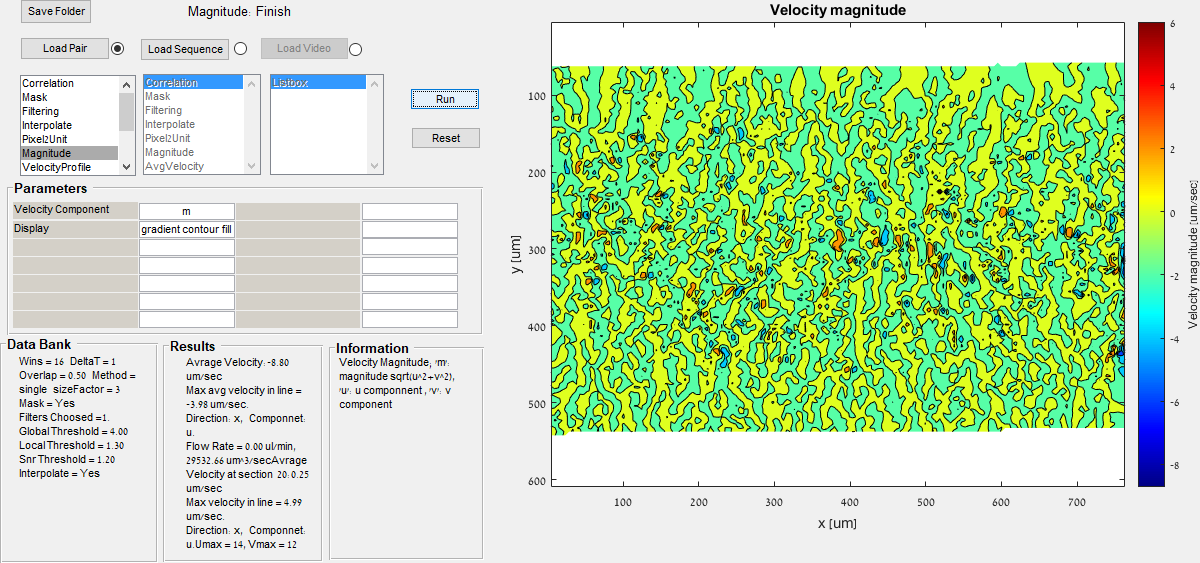 Save Folder
Magnitude: Finish
Load Pair
Load Sequence
Load Video
Correlation
Mask
Filtering
Interpolate
Pixel2Unit
Magnitude
VelocityProfile
Correlation
Mask
Filtering
Interpolate
Pixel2Unit
Magnitude
AvgVelocity
Listbox
Run
Reset
Parameters
Velocity Component
m
Display
gradient contour fill
Data Bank
Wins = 16 DeltaT = 1
Overlap = 0.50 Method =
single sizeFactor = 3
Mask = Yes
Filters Choosed =1.
Global Threshold = 4.00
Local Threshold = 1.30
Snr Threshold = 1.20
Interpolate = Yes
Results
Avrage Velocity: -8.80
um/sec
Max avg velocity in line =
-3.98 um/sec.
Direction: x, Componnet:
u.
Flow Rate = 0.00 ul/min,
29532.66 um^3/secAvrage
Velocity at section 20: 0.25
um/sec
Max velocity in line = 4.99
um/sec.
Direction: x, Componnet:
u.Umax = 14, Vmax = 12
Information
Velocity Magnitude, 'm':
magnitude sqrt(u^2+v^2),
'u': u componnent , 'v': v
component
Velocity magnitude
100
200
300
400
500
600
y [um]
100
200
300
400
500
600
700
x [um]
6
4
2
0
-2
-4
-6
-8
Velocity magnitude [um/sec]